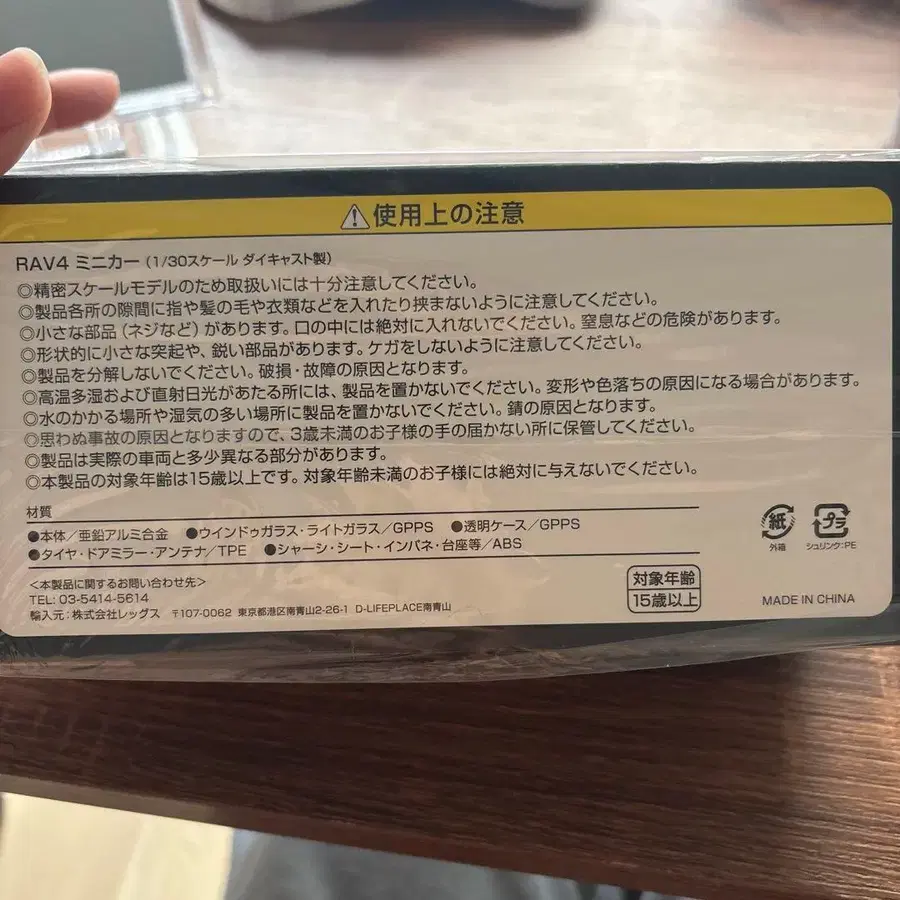 使用上の注意
RAV4 ミニカー (1/30スケール ダイキャスト製)
◎精密スケールモデルのため取扱いには十分注意してください。
◎製品各所の隙間に指や髪の毛や衣類などを入れたり挟まないように注意してください。
◎小さな部品 (ネジなど) があります。口の中には絶対に入れないでください。窒息などの危険があります。
◎形状的に小さな突起や、鋭い部品があります。ケガをしないように注意してください。
◎製品を分解しないでください。破損・故障の原因となります。
◎高温多湿および直射日光があたる所には、製品を置かないでください。変形や色落ちの原因になる場合があります。
◎水のかかる場所や湿気の多い場所に製品を置かないでください。錆の原因となります。
◎思わぬ事故の原因となりますので、3歳未満のお子様の手の届かない所に保管してください。
◎製品は実際の車両と多少異なる部分があります。
◎本製品の対象年齢は15歳以上です。対象年齢未満のお子様には絶対に与えないでください。
材質
●本体/亜鉛アルミ合金 ●ウインドゥガラス・ライトガラス/GPPS ●透明ケース/GPPS
●タイヤ・ドアミラー・アンテナ/TPE ●シャーシ・シート・インパネ・台座等/ABS
紙
外箱
プラ
シュリンク:PE
<本製品に関するお問い合わせ先>
TEL: 03-5414-5614
輸入元:株式会社レッグス 〒107-0062 東京都港区南青山2-26-1 D-LIFEPLACE南青山
対象年齢
15歳以上
MADE IN CHINA